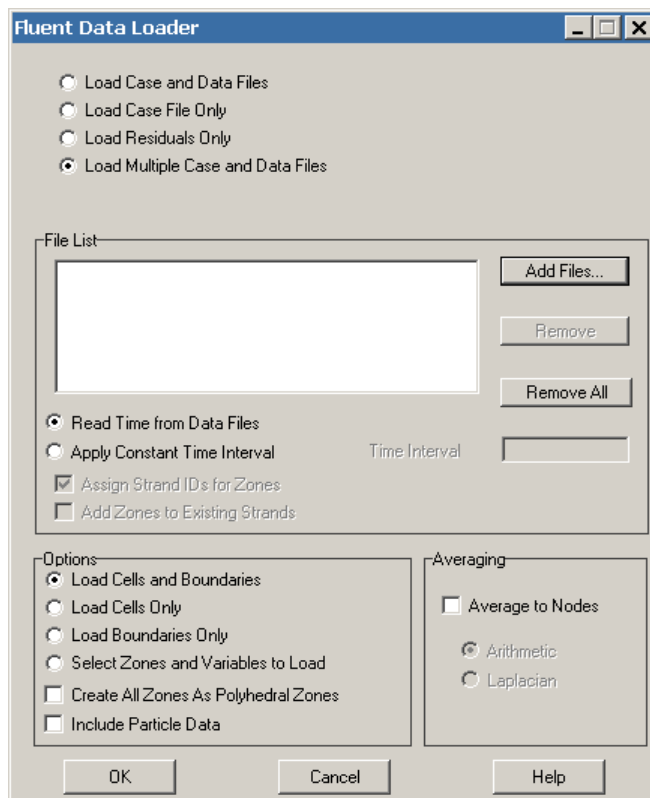 Fluent Data Loader
Load Case and Data Files
Load Case File Only
Load Residuals Only
Load Multiple Case and Data Files
File List
Add Files...
Remove
Remove All
Read Time from Data Files
Apply Constant Time Interval
Time Interval
Assign Strand IDs for Zones
Add Zones to Existing Strands
Options
Load Cells and Boundaries
Load Cells Only
Load Boundaries Only
Select Zones and Variables to Load
Create All Zones As Polyhedral Zones
Include Particle Data
Averaging
Average to Nodes
Arithmetic
Laplacian
OK
Cancel
Help